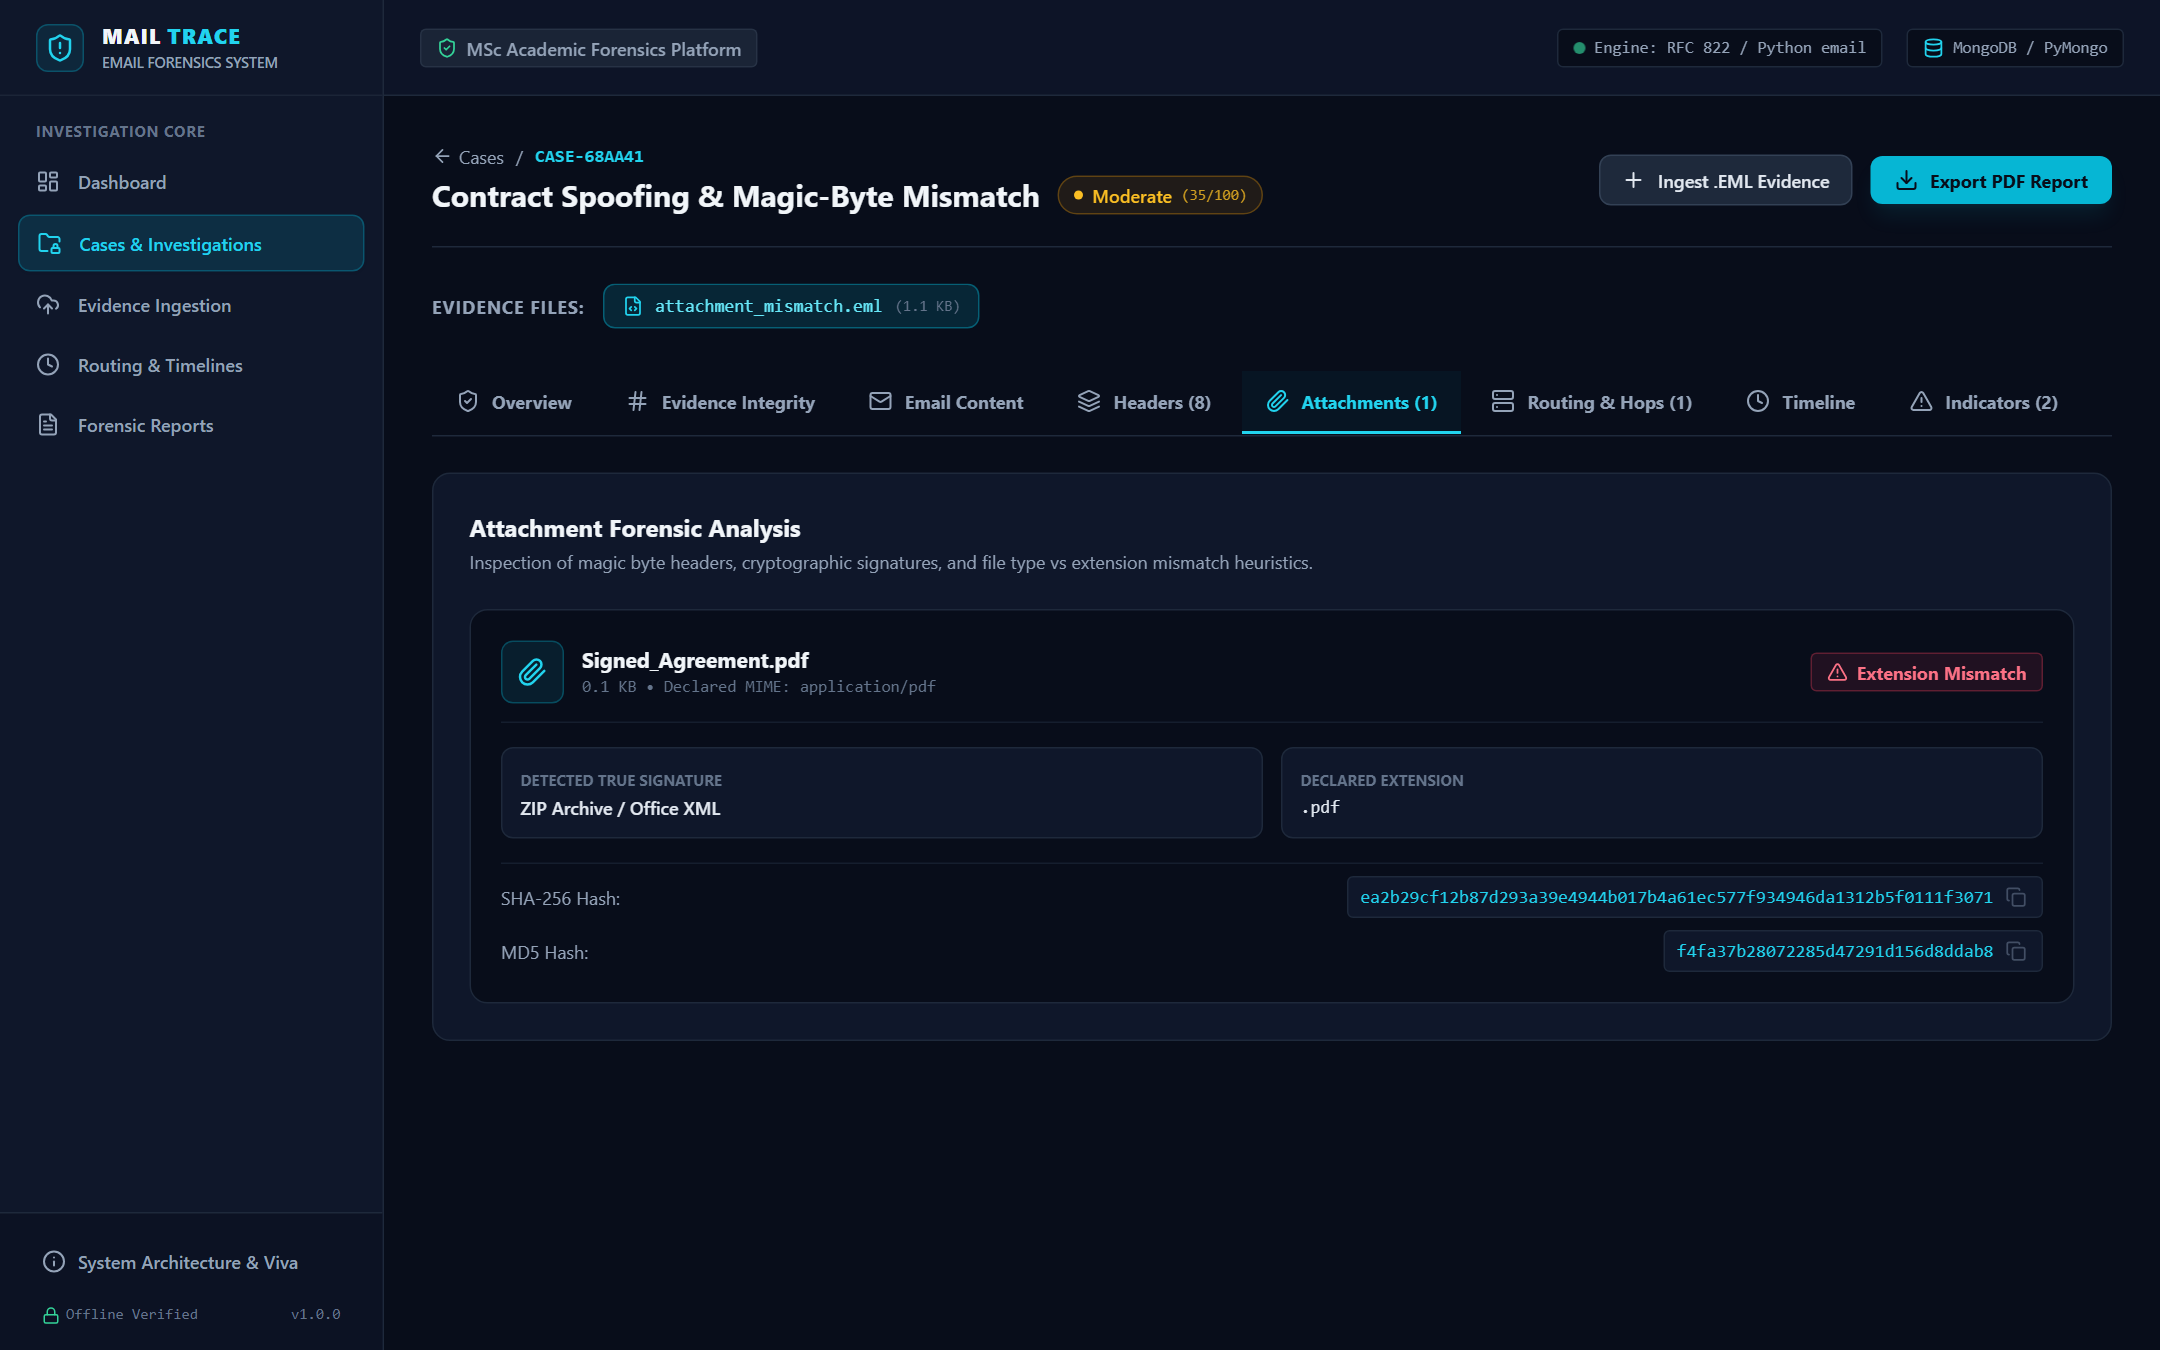 MAIL TRACE
EMAIL FORENSICS SYSTEM
MSc Academic Forensics Platform
Engine: RFC 822 / Python email
MongoDB / PyMongo
INVESTIGATION CORE
Dashboard
Cases & Investigations
Evidence Ingestion
Routing & Timelines
Forensic Reports
System Architecture & Viva
Offline Verified
v1.0.0
Cases / CASE-68AA41
Contract Spoofing & Magic-Byte Mismatch
Moderate (35/100)
Ingest .EML Evidence
Export PDF Report
EVIDENCE FILES:
attachment_mismatch.eml (1.1 KB)
Overview
Evidence Integrity
Email Content
Headers (8)
Attachments (1)
Routing & Hops (1)
Timeline
Indicators (2)
Attachment Forensic Analysis
Inspection of magic byte headers, cryptographic signatures, and file type vs extension mismatch heuristics.
Signed_Agreement.pdf
0.1 KB • Declared MIME: application/pdf
Extension Mismatch
DETECTED TRUE SIGNATURE
ZIP Archive / Office XML
DECLARED EXTENSION
.pdf
SHA-256 Hash:
ea2b29cf12b87d293a39e4944b017b4a61ec577f934946da1312b5f0111f3071
MD5 Hash:
f4fa37b28072285d47291d156d8ddab8